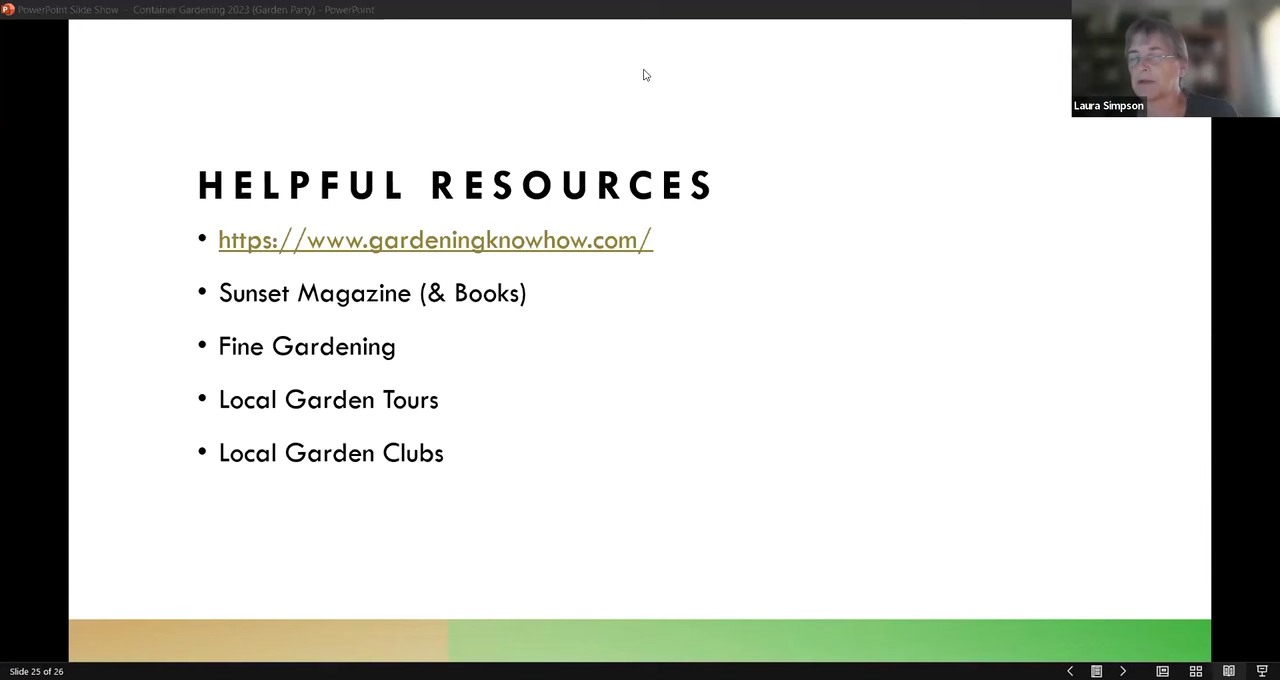 PowerPoint Slide Show - Container Gardening 2023 (Garden Party) - PowerPoint
Laura Simpson
HELPFUL RESOURCES
• https://www.gardeningknowhow.com/
• Sunset Magazine (& Books)
• Fine Gardening
• Local Garden Tours
• Local Garden Clubs
Slide 25 of 26